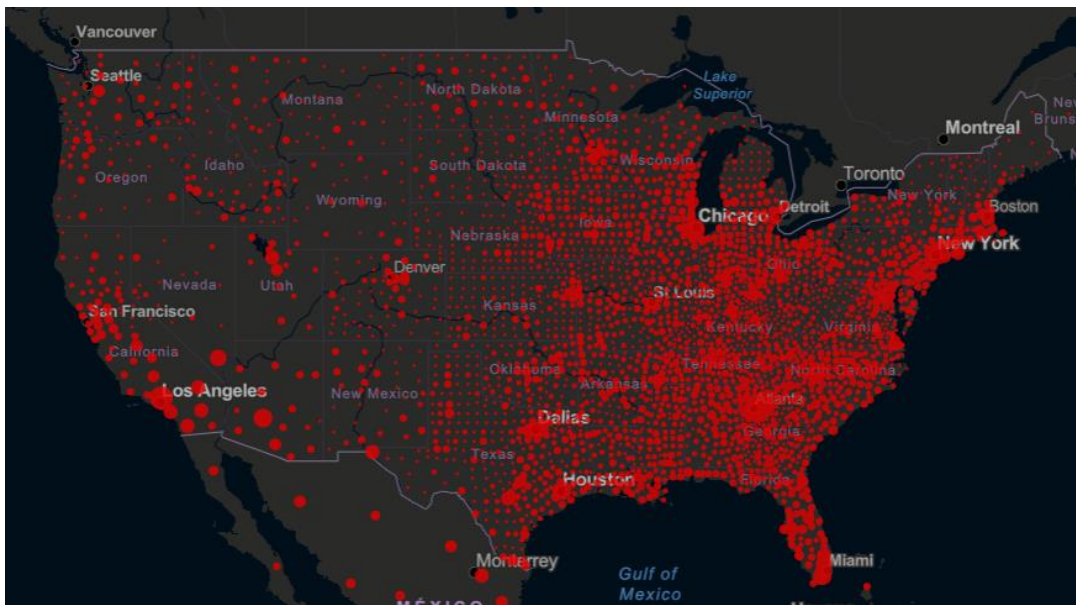 Vancouver
Seattle
Montana
North Dakota
Minnesota
Lake
Superior
Montreal
New
Bruns
N
Oregon
Idaho
South Dakota
Wisconsin
Toronto
Wyoming
Iowa
Chicago
Detroit
New York
Boston
Nebraska
New York
Denver
Ohio
Nevada
Utah
St Louis
San Francisco
Kansas
Kentucky
Virginia
California
Oklahoma
Tennessee
North Carolina
Los Angeles
New Mexico
Arkansas
Atlanta
Dallas
Georgia
Texas
Houston
Florida
Monterrey
Miami
Gulf of
Mexico
MÉXICO